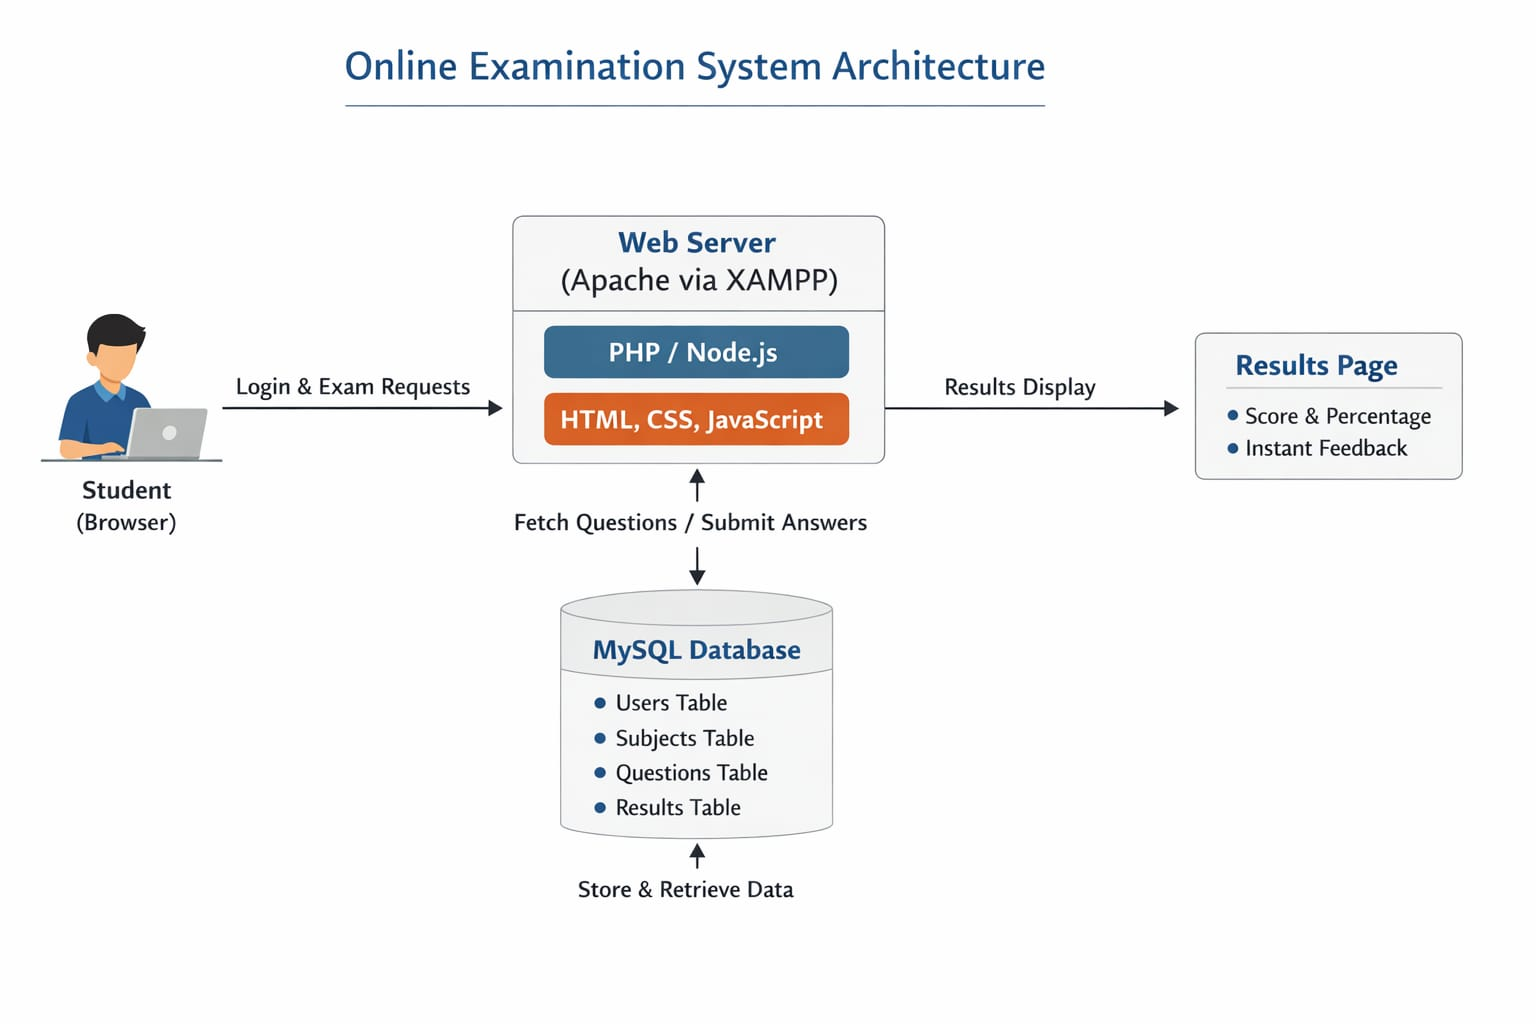 Online Examination System Architecture
Web Server
(Apache via XAMPP)
PHP / Node.js
HTML, CSS, JavaScript
Login & Exam Requests
Student
(Browser)
Results Display
Results Page
Score & Percentage
Instant Feedback
Fetch Questions / Submit Answers
MySQL Database
Users Table
Subjects Table
Questions Table
Results Table
Store & Retrieve Data